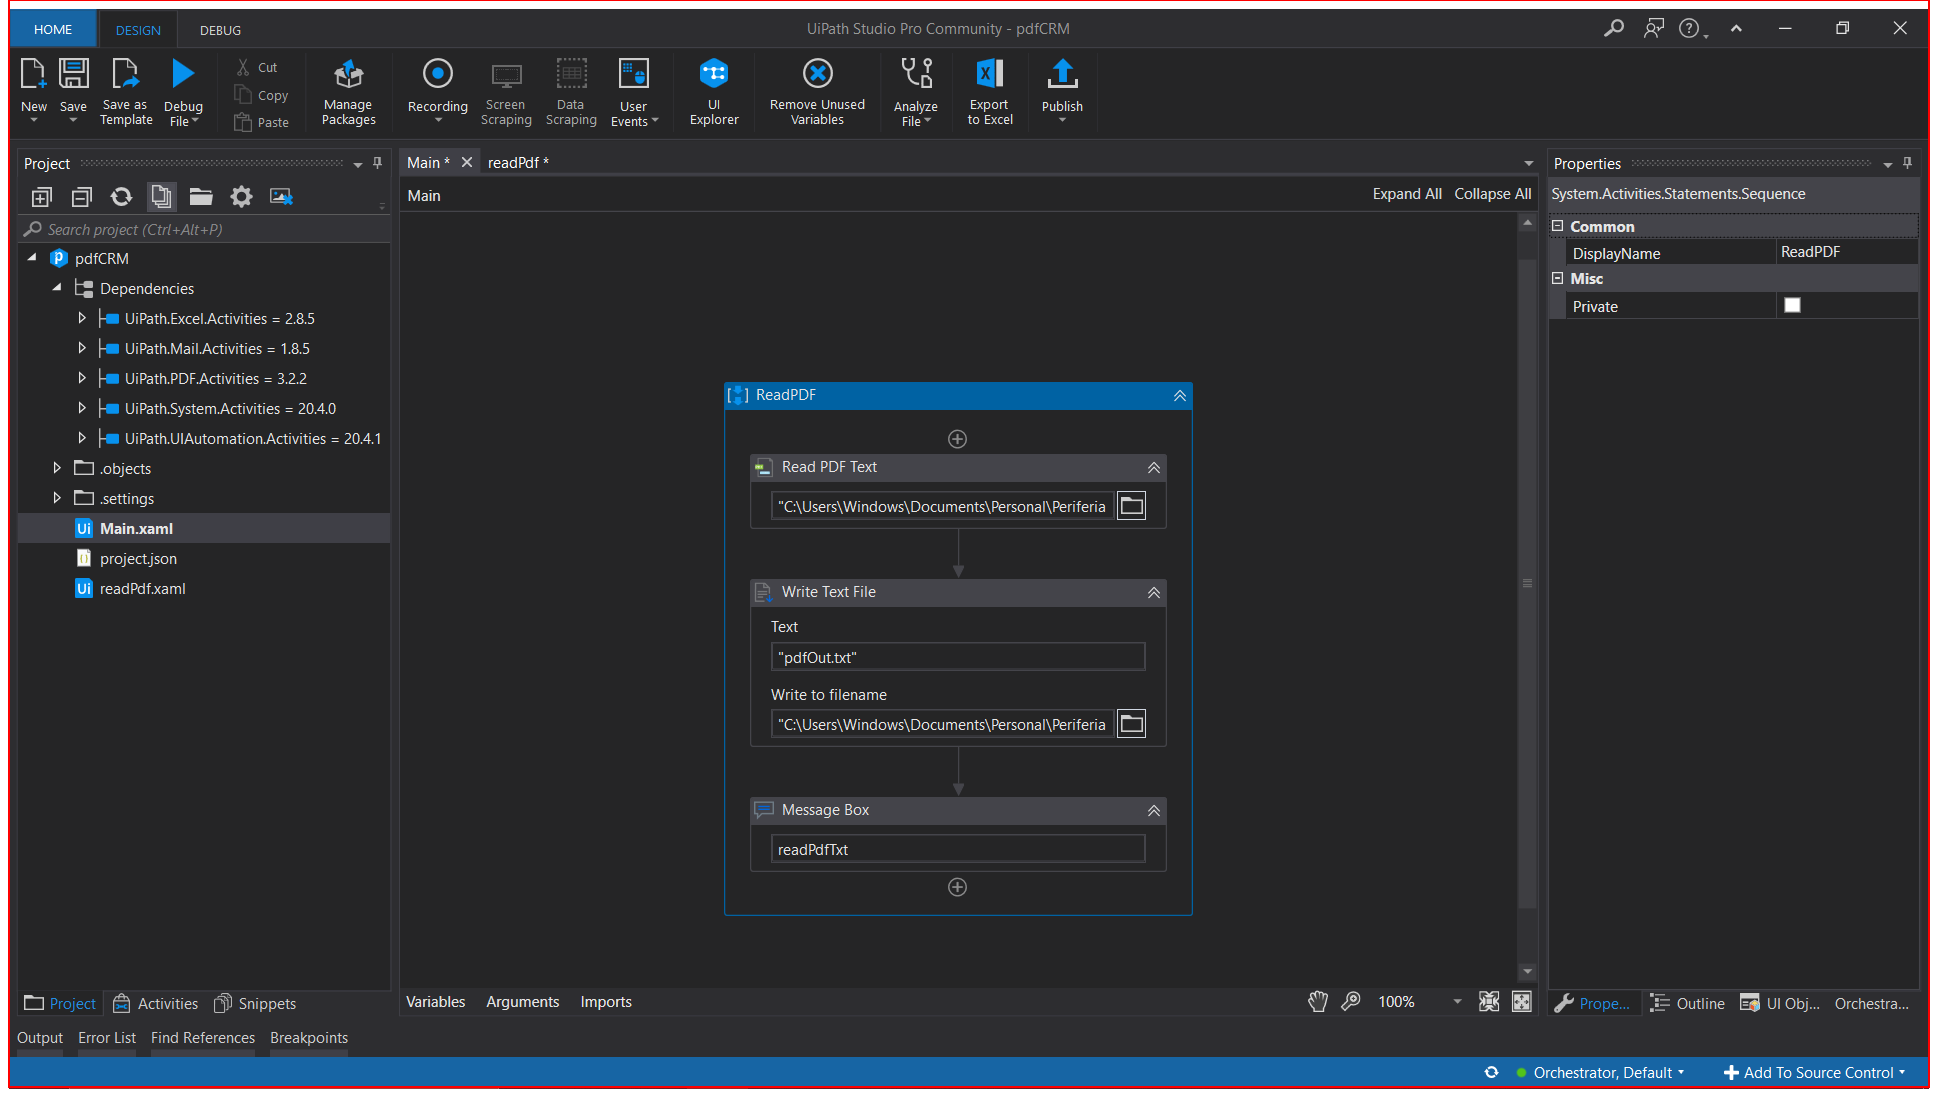 HOME DESIGN DEBUG UiPath Studio Pro Community - pdfCRM
New Save Save as Template Debug File Cut Copy Paste Manage Packages Recording Screen Scraping Data Scraping User Events UI Explorer Remove Unused Variables Analyze File Export to Excel Publish
Project
Search project (Ctrl+Alt+P)
pdfCRM
Dependencies
UiPath.Excel.Activities = 2.8.5
UiPath.Mail.Activities = 1.8.5
UiPath.PDF.Activities = 3.2.2
UiPath.System.Activities = 20.4.0
UiPath.UIAutomation.Activities = 20.4.1
.objects
.settings
Main.xaml
project.json
readPdf.xaml
Project Activities Snippets
Main * readPdf *
Main Expand All Collapse All
ReadPDF
Read PDF Text
"C:\Users\Windows\Documents\Personal\Periferia
Write Text File
Text
"pdfOut.txt"
Write to filename
"C:\Users\Windows\Documents\Personal\Periferia
Message Box
readPdfTxt
Variables Arguments Imports 100%
Properties
System.Activities.Statements.Sequence
Common
DisplayName ReadPDF
Misc
Private
Prope... Outline UI Obj... Orchestra...
Output Error List Find References Breakpoints
Orchestrator, Default Add To Source Control